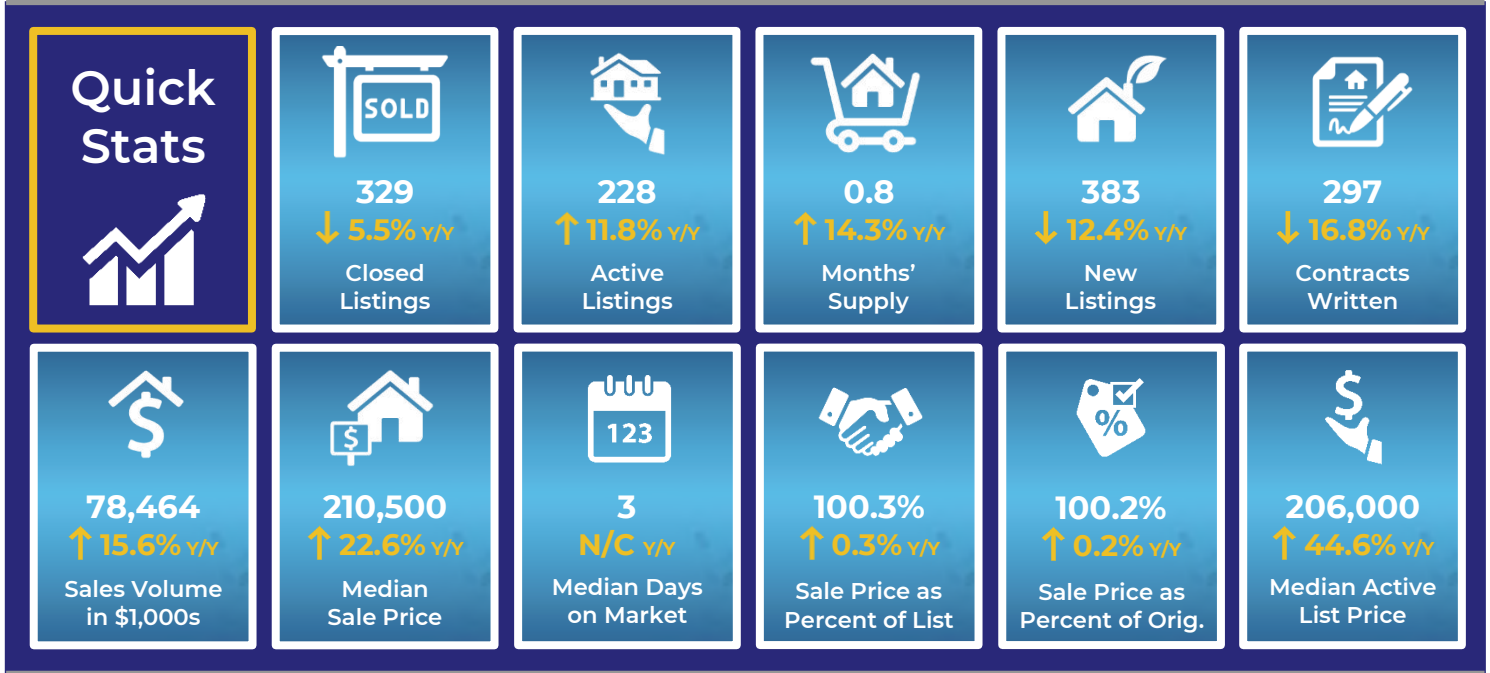 Quick
Stats
SOLD
329
↓ 5.5% Y/Y
Closed
Listings
228
↑ 11.8% Y/Y
Active
Listings
0.8
↑ 14.3% Y/Y
Months’
Supply
383
↓ 12.4% Y/Y
New
Listings
297
↓ 16.8% Y/Y
Contracts
Written
$
78,464
↑ 15.6% Y/Y
Sales Volume
in $1,000s
$
210,500
↑ 22.6% Y/Y
Median
Sale Price
123
3
N/C Y/Y
Median Days
on Market
100.3%
↑ 0.3% Y/Y
Sale Price as
Percent of List
%
100.2%
↑ 0.2% Y/Y
Sale Price as
Percent of Orig.
$
206,000
↑ 44.6% Y/Y
Median Active
List Price